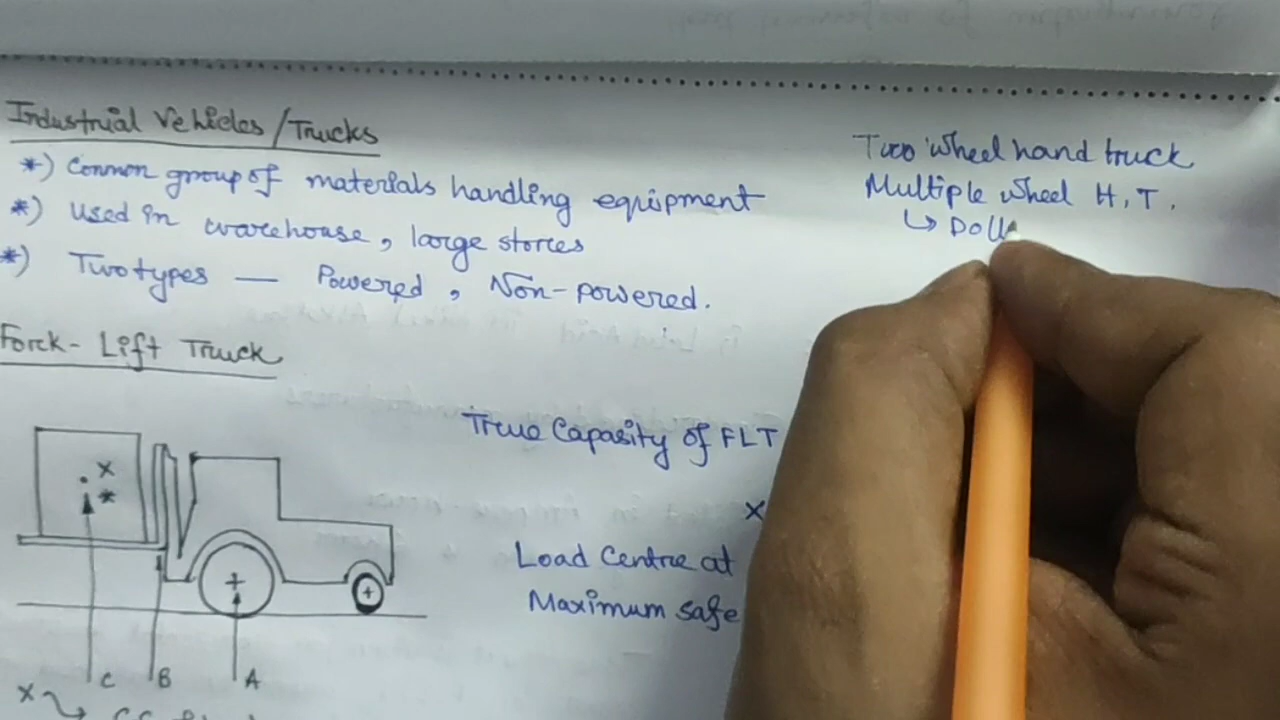 Industrial Vehicles/Trucks
*) Common group of materials handling equipment
*) Used in warehouse, large stores
*) Two types — Powered, Non-powered.
Two wheel hand truck
Multiple wheel H.T.
↳ Doll
Fork-Lift Truck
True Capasity of FLT
x
Load Centre at
Maximum safe
x
*
+
+
C B A
x